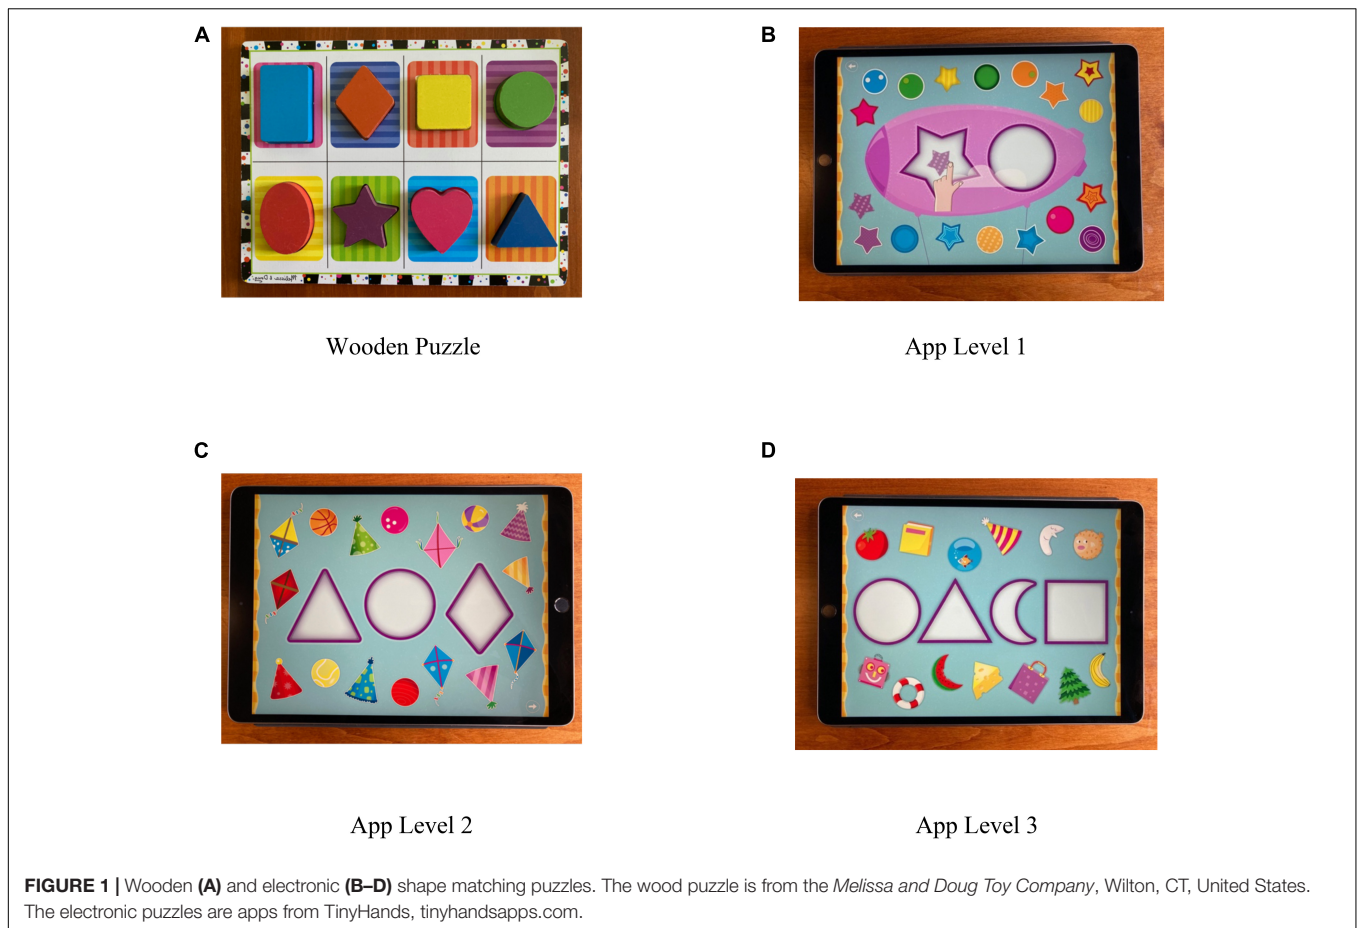 A
B
Wooden Puzzle
App Level 1
C
D
App Level 2
App Level 3
FIGURE 1 | Wooden (A) and electronic (B–D) shape matching puzzles. The wood puzzle is from the Melissa and Doug Toy Company, Wilton, CT, United States.
The electronic puzzles are apps from TinyHands, tinyhandsapps.com.